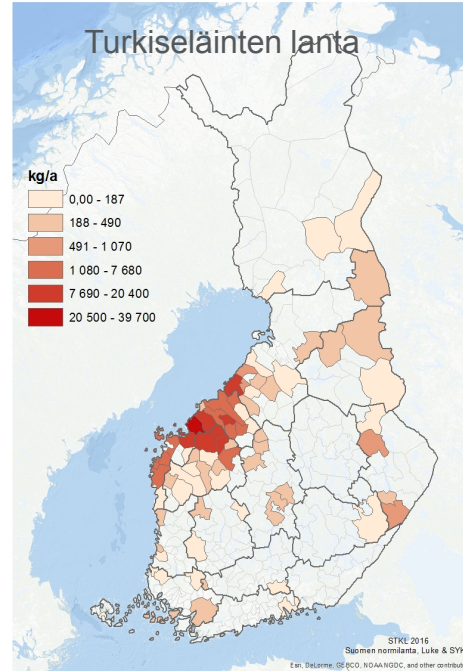 Turkiseläinten lanta
kg/a
0,00 - 187
188 - 490
491 - 1 070
1 080 - 7 680
7 690 - 20 400
20 500 - 39 700
STKL 2016
Suomen normilanta, Luke & SYK
Esri, DeLorme, GEBCO, NOAA NGDC, and other contribut